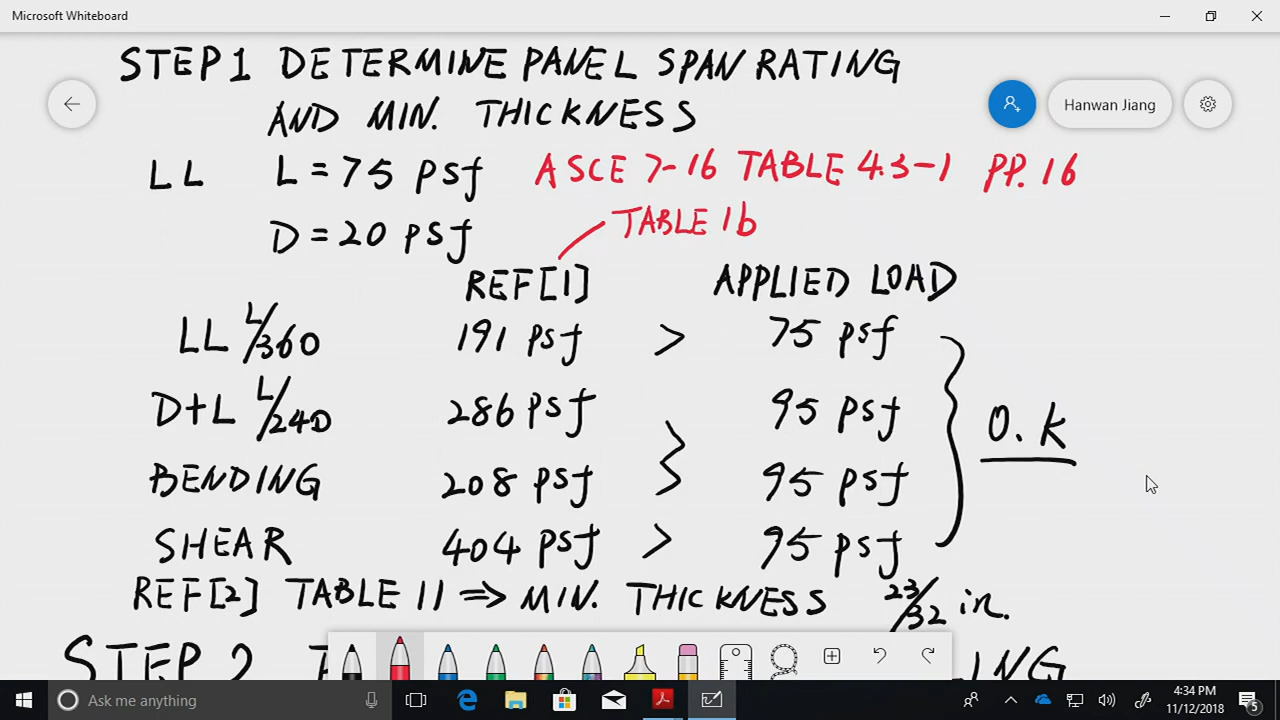 Microsoft Whiteboard
STEP 1 DETERMINE PANEL SPAN RATING
AND MIN. THICKNESS
Hanwan Jiang
LL L = 75 psf ASCE 7-16 TABLE 4.3-1 PP. 16
D = 20 psf TABLE 1b
REF[1] APPLIED LOAD
LL L/360 191 psf > 75 psf
D+L L/240 286 psf 95 psf
O.K
BENDING 208 psf 95 psf
SHEAR 404 psf > 95 psf
REF[2] TABLE 11 ⇒ MIN. THICKNESS 23/32 in.
STEP 2
Ask me anything
4:34 PM
11/12/2018
5